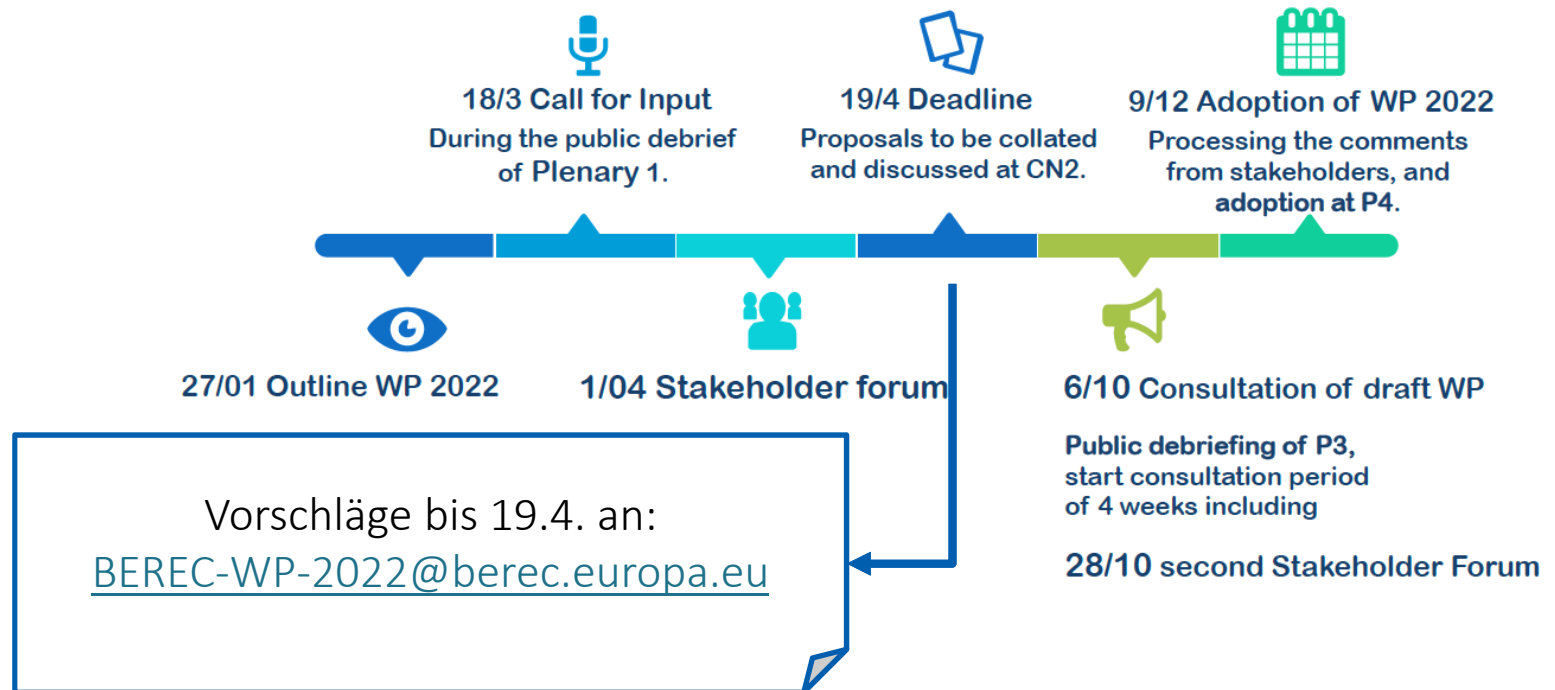 18/3 Call for Input
During the public debrief
of Plenary 1.
19/4 Deadline
Proposals to be collated
and discussed at CN2.
9/12 Adoption of WP 2022
Processing the comments
from stakeholders, and
adoption at P4.
27/01 Outline WP 2022
1/04 Stakeholder forum
6/10 Consultation of draft WP
Public debriefing of P3,
start consultation period
of 4 weeks including
28/10 second Stakeholder Forum
Vorschläge bis 19.4. an:
BEREC-WP-2022@berec.europa.eu